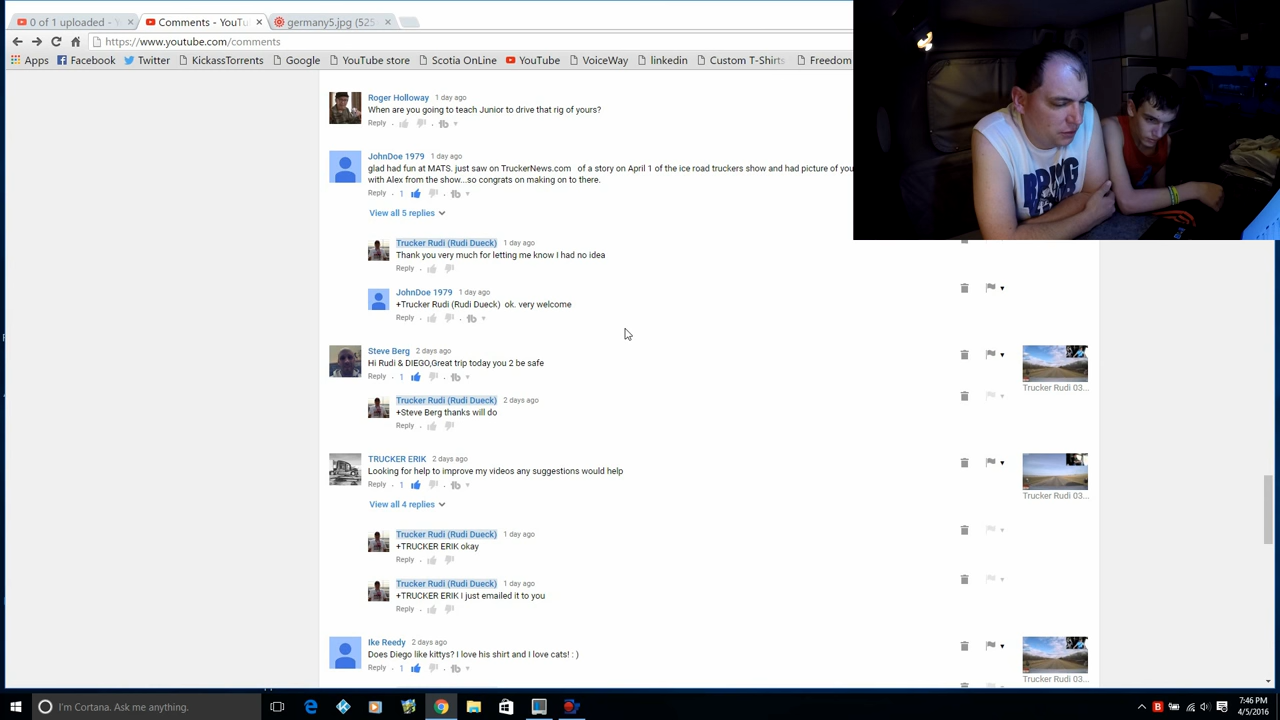 0 of 1 uploaded - YouTu
Comments - YouTu
germany5.jpg (525
https://www.youtube.com/comments
Apps
Facebook
Twitter
KickassTorrents
Google
YouTube store
Scotia OnLine
YouTube
VoiceWay
linkedin
Custom T-Shirts
Freedom
Roger Holloway 1 day ago
When are you going to teach Junior to drive that rig of yours?
Reply
JohnDoe 1979 1 day ago
glad had fun at MATS. just saw on TruckerNews.com of a story on April 1 of the ice road truckers show and had picture of you
with Alex from the show...so congrats on making on to there.
Reply . 1
View all 5 replies
Trucker Rudi (Rudi Dueck) 1 day ago
Thank you very much for letting me know I had no idea
Reply
JohnDoe 1979 1 day ago
+Trucker Rudi (Rudi Dueck) ok. very welcome
Reply
Steve Berg 2 days ago
Hi Rudi & DIEGO,Great trip today you 2 be safe
Reply . 1
Trucker Rudi 03...
Trucker Rudi (Rudi Dueck) 2 days ago
+Steve Berg thanks will do
Reply
TRUCKER ERIK 2 days ago
Looking for help to improve my videos any suggestions would help
Reply . 1
Trucker Rudi 03...
View all 4 replies
Trucker Rudi (Rudi Dueck) 1 day ago
+TRUCKER ERIK okay
Reply
Trucker Rudi (Rudi Dueck) 1 day ago
+TRUCKER ERIK I just emailed it to you
Reply
Ike Reedy 2 days ago
Does Diego like kittys? I love his shirt and I love cats! : )
Reply . 1
Trucker Rudi 03...
I'm Cortana. Ask me anything.
7:46 PM
4/5/2016